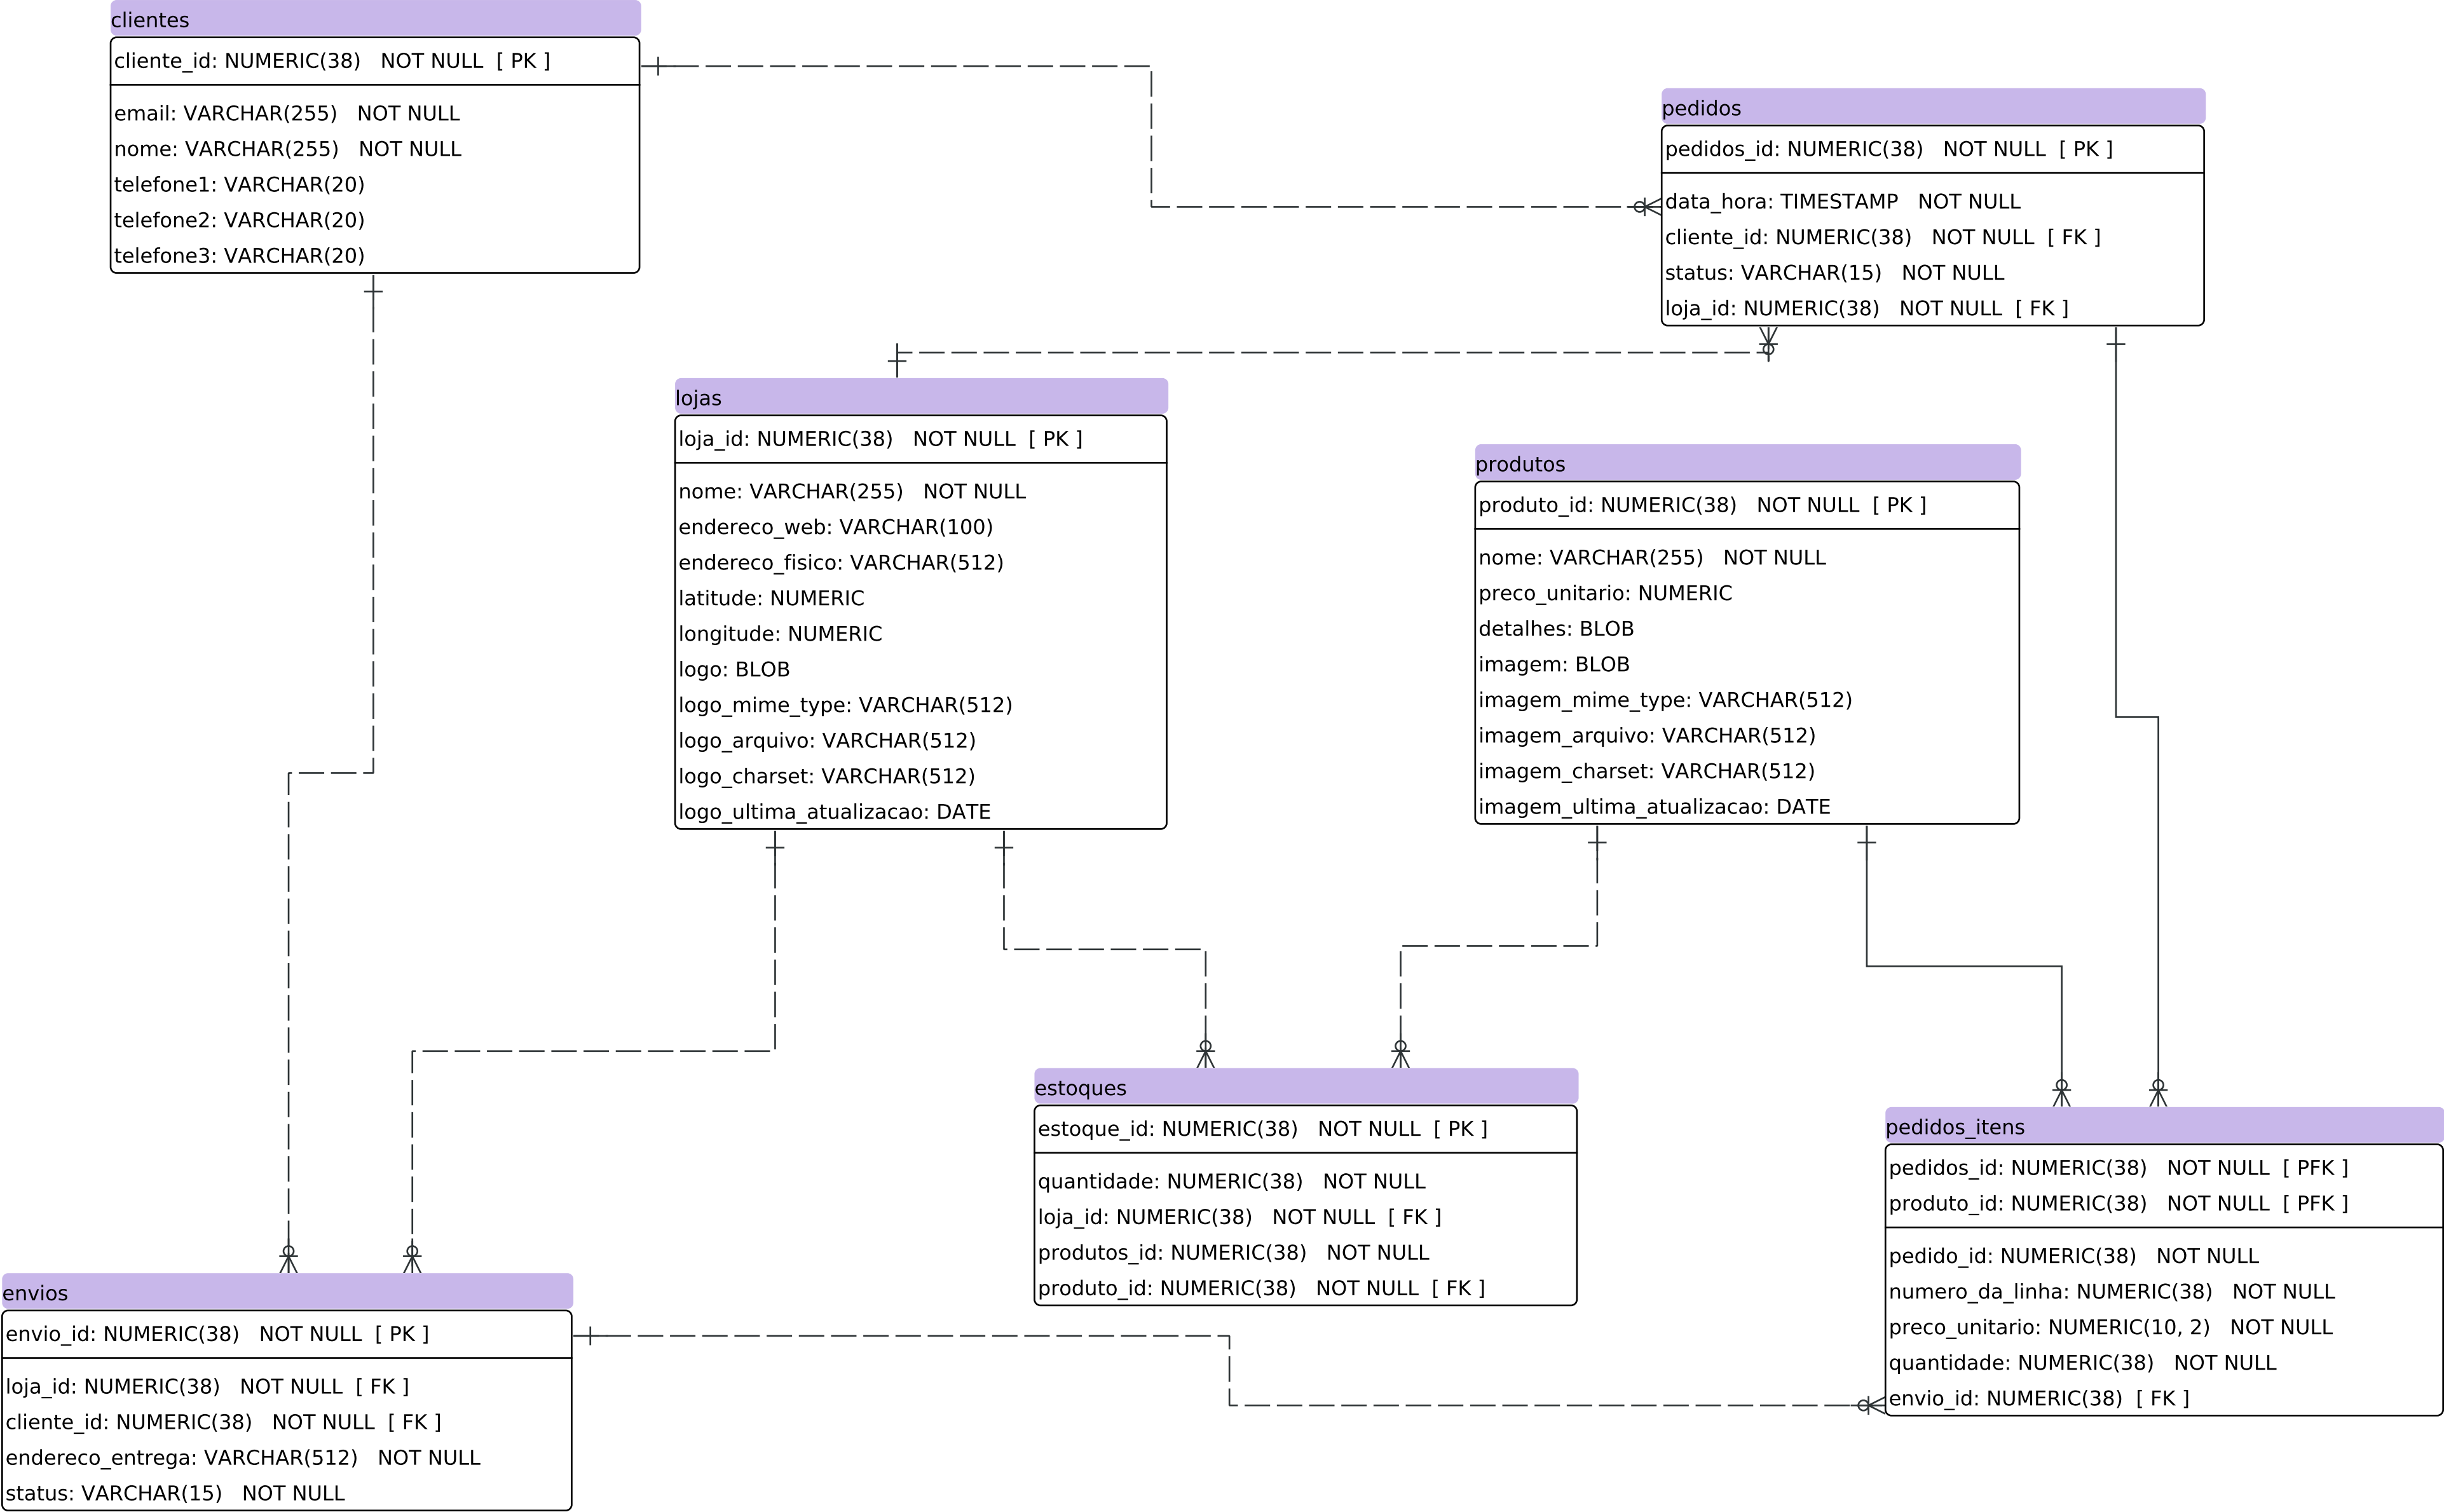 clientes
cliente_id: NUMERIC(38)   NOT NULL  [ PK ]
email: VARCHAR(255)   NOT NULL
nome: VARCHAR(255)   NOT NULL
telefone1: VARCHAR(20)
telefone2: VARCHAR(20)
telefone3: VARCHAR(20)
pedidos
pedidos_id: NUMERIC(38)   NOT NULL  [ PK ]
data_hora: TIMESTAMP   NOT NULL
cliente_id: NUMERIC(38)   NOT NULL  [ FK ]
status: VARCHAR(15)   NOT NULL
loja_id: NUMERIC(38)   NOT NULL  [ FK ]
lojas
loja_id: NUMERIC(38)   NOT NULL  [ PK ]
nome: VARCHAR(255)   NOT NULL
endereco_web: VARCHAR(100)
endereco_fisico: VARCHAR(512)
latitude: NUMERIC
longitude: NUMERIC
logo: BLOB
logo_mime_type: VARCHAR(512)
logo_arquivo: VARCHAR(512)
logo_charset: VARCHAR(512)
logo_ultima_atualizacao: DATE
produtos
produto_id: NUMERIC(38)   NOT NULL  [ PK ]
nome: VARCHAR(255)   NOT NULL
preco_unitario: NUMERIC
detalhes: BLOB
imagem: BLOB
imagem_mime_type: VARCHAR(512)
imagem_arquivo: VARCHAR(512)
imagem_charset: VARCHAR(512)
imagem_ultima_atualizacao: DATE
estoques
estoque_id: NUMERIC(38)   NOT NULL  [ PK ]
quantidade: NUMERIC(38)   NOT NULL
loja_id: NUMERIC(38)   NOT NULL  [ FK ]
produtos_id: NUMERIC(38)   NOT NULL
produto_id: NUMERIC(38)   NOT NULL  [ FK ]
pedidos_itens
pedidos_id: NUMERIC(38)   NOT NULL  [ PFK ]
produto_id: NUMERIC(38)   NOT NULL  [ PFK ]
pedido_id: NUMERIC(38)   NOT NULL
numero_da_linha: NUMERIC(38)   NOT NULL
preco_unitario: NUMERIC(10, 2)   NOT NULL
quantidade: NUMERIC(38)   NOT NULL
envio_id: NUMERIC(38)  [ FK ]
envios
envio_id: NUMERIC(38)   NOT NULL  [ PK ]
loja_id: NUMERIC(38)   NOT NULL  [ FK ]
cliente_id: NUMERIC(38)   NOT NULL  [ FK ]
endereco_entrega: VARCHAR(512)   NOT NULL
status: VARCHAR(15)   NOT NULL